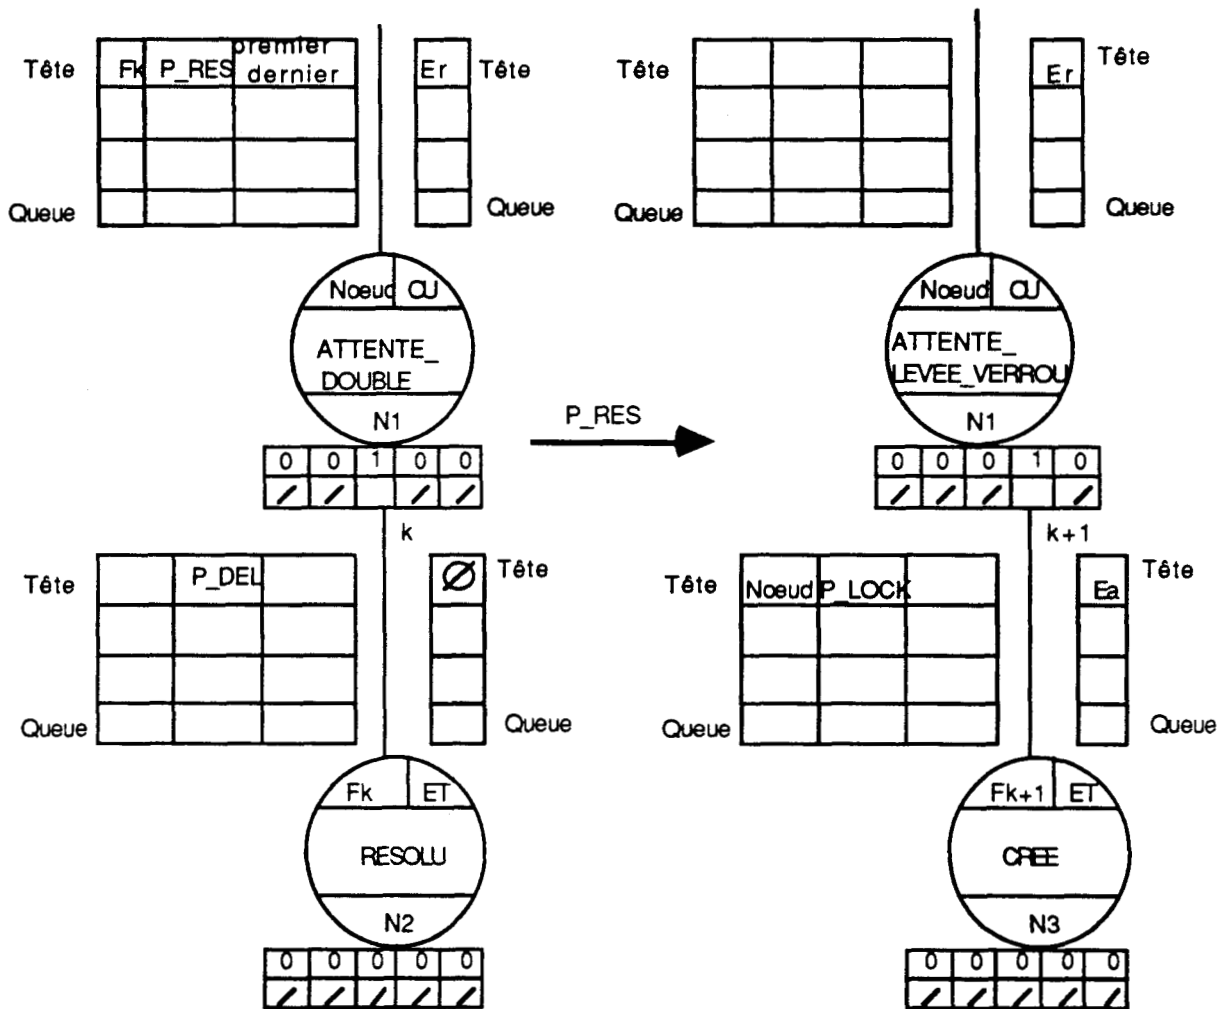 Tête Fk P_RES premier dernier Er Tête
Queue Queue
Nœud OU
ATTENTE_
DOUBLE
N1
0 0 1 0 0
/ / / /
k
Tête P_DEL Ø Tête
Queue Queue
Fk ET
RESOLU
N2
0 0 0 0 0
/ / / / /
P_RES
Tête Er Tête
Queue Queue
Nœud OU
ATTENTE_
LEVEE_VERROU
N1
0 0 0 1 0
/ / / /
k+1
Tête Nœud P_LOCK Ea Tête
Queue Queue
Fk+1 ET
CREE
N3
0 0 0 0 0
/ / / / /